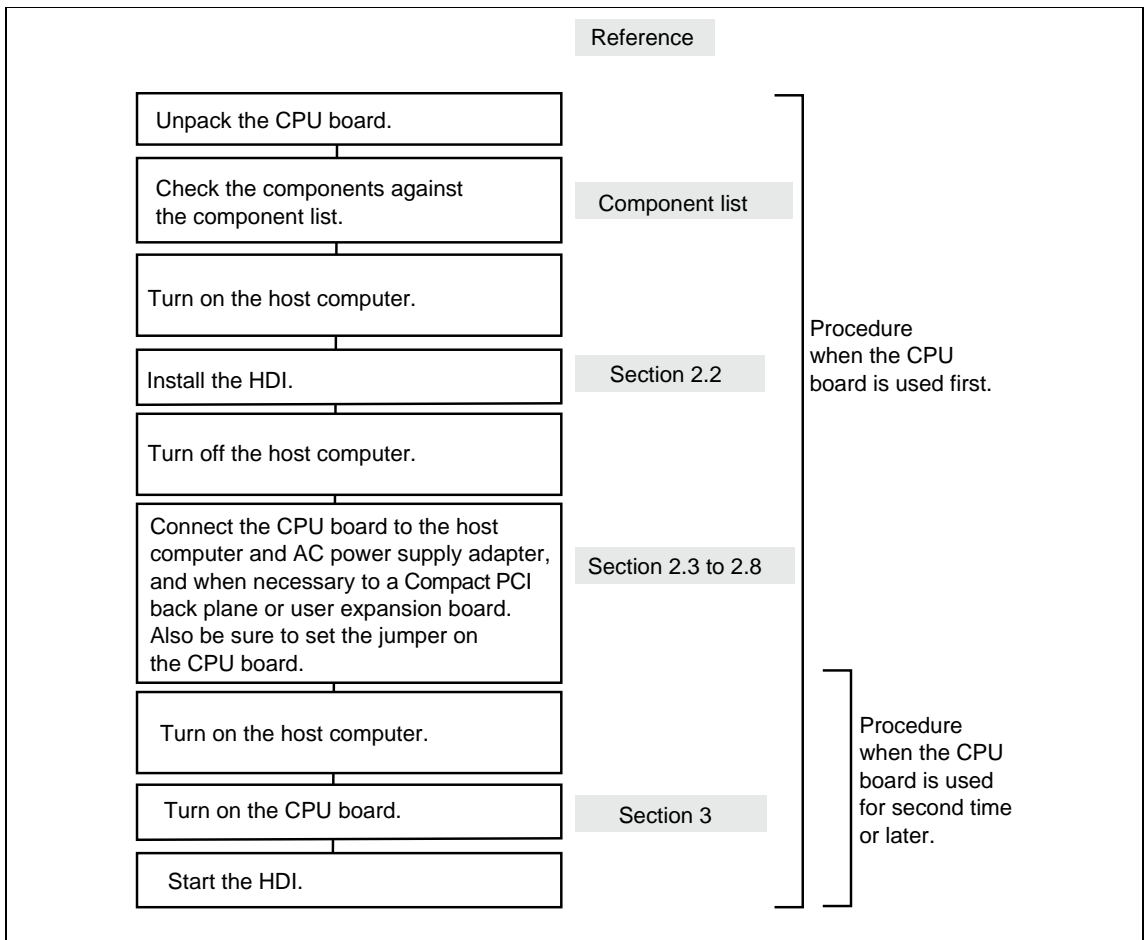 Reference
Unpack the CPU board.
Check the components against
the component list.
Component list
Turn on the host computer.
Install the HDI.
Section 2.2
Procedure
when the CPU
board is used first.
Turn off the host computer.
Connect the CPU board to the host
computer and AC power supply adapter,
and when necessary to a Compact PCI
back plane or user expansion board.
Also be sure to set the jumper on
the CPU board.
Section 2.3 to 2.8
Turn on the host computer.
Turn on the CPU board.
Section 3
Procedure
when the CPU
board is used
for second time
or later.
Start the HDI.